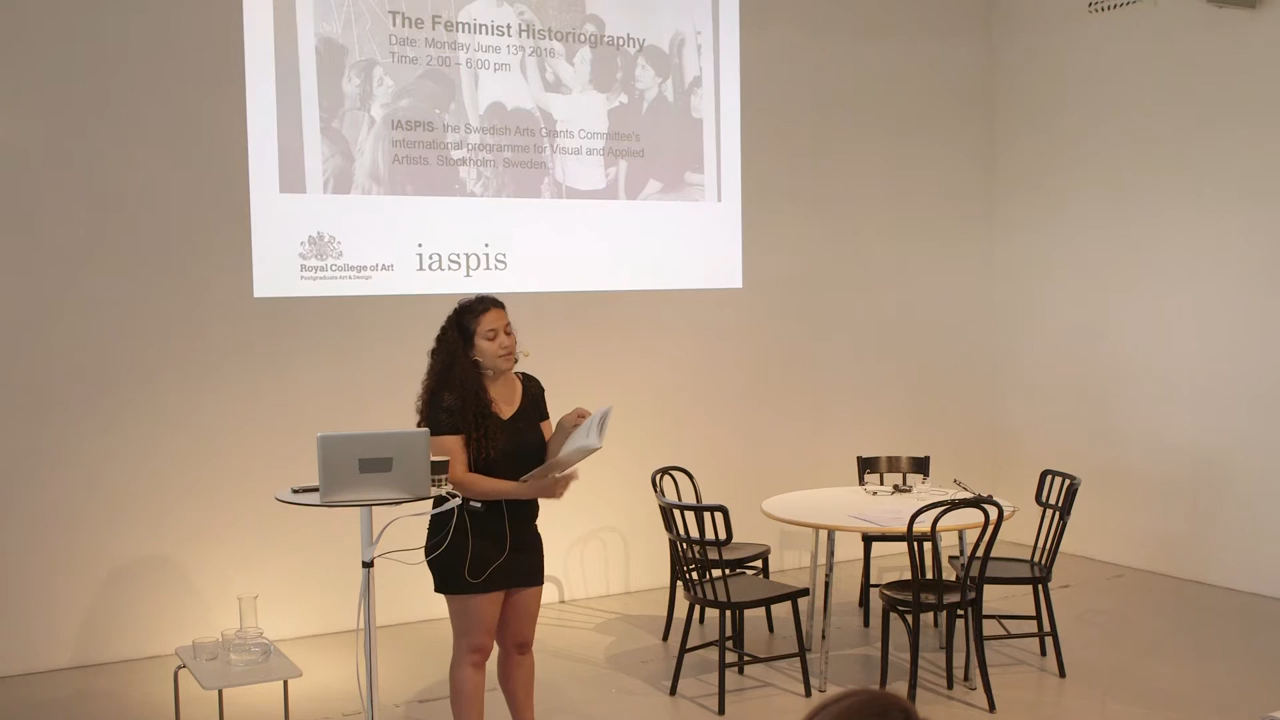 The Feminist Historiography
Date: Monday June 13th 2016
Time: 2:00 – 6:00 pm
IASPIS- the Swedish Arts Grants Committee's
international programme for Visual and Applied
Artists. Stockholm, Sweden.
Royal College of Art
Postgraduate Art & Design
iaspis